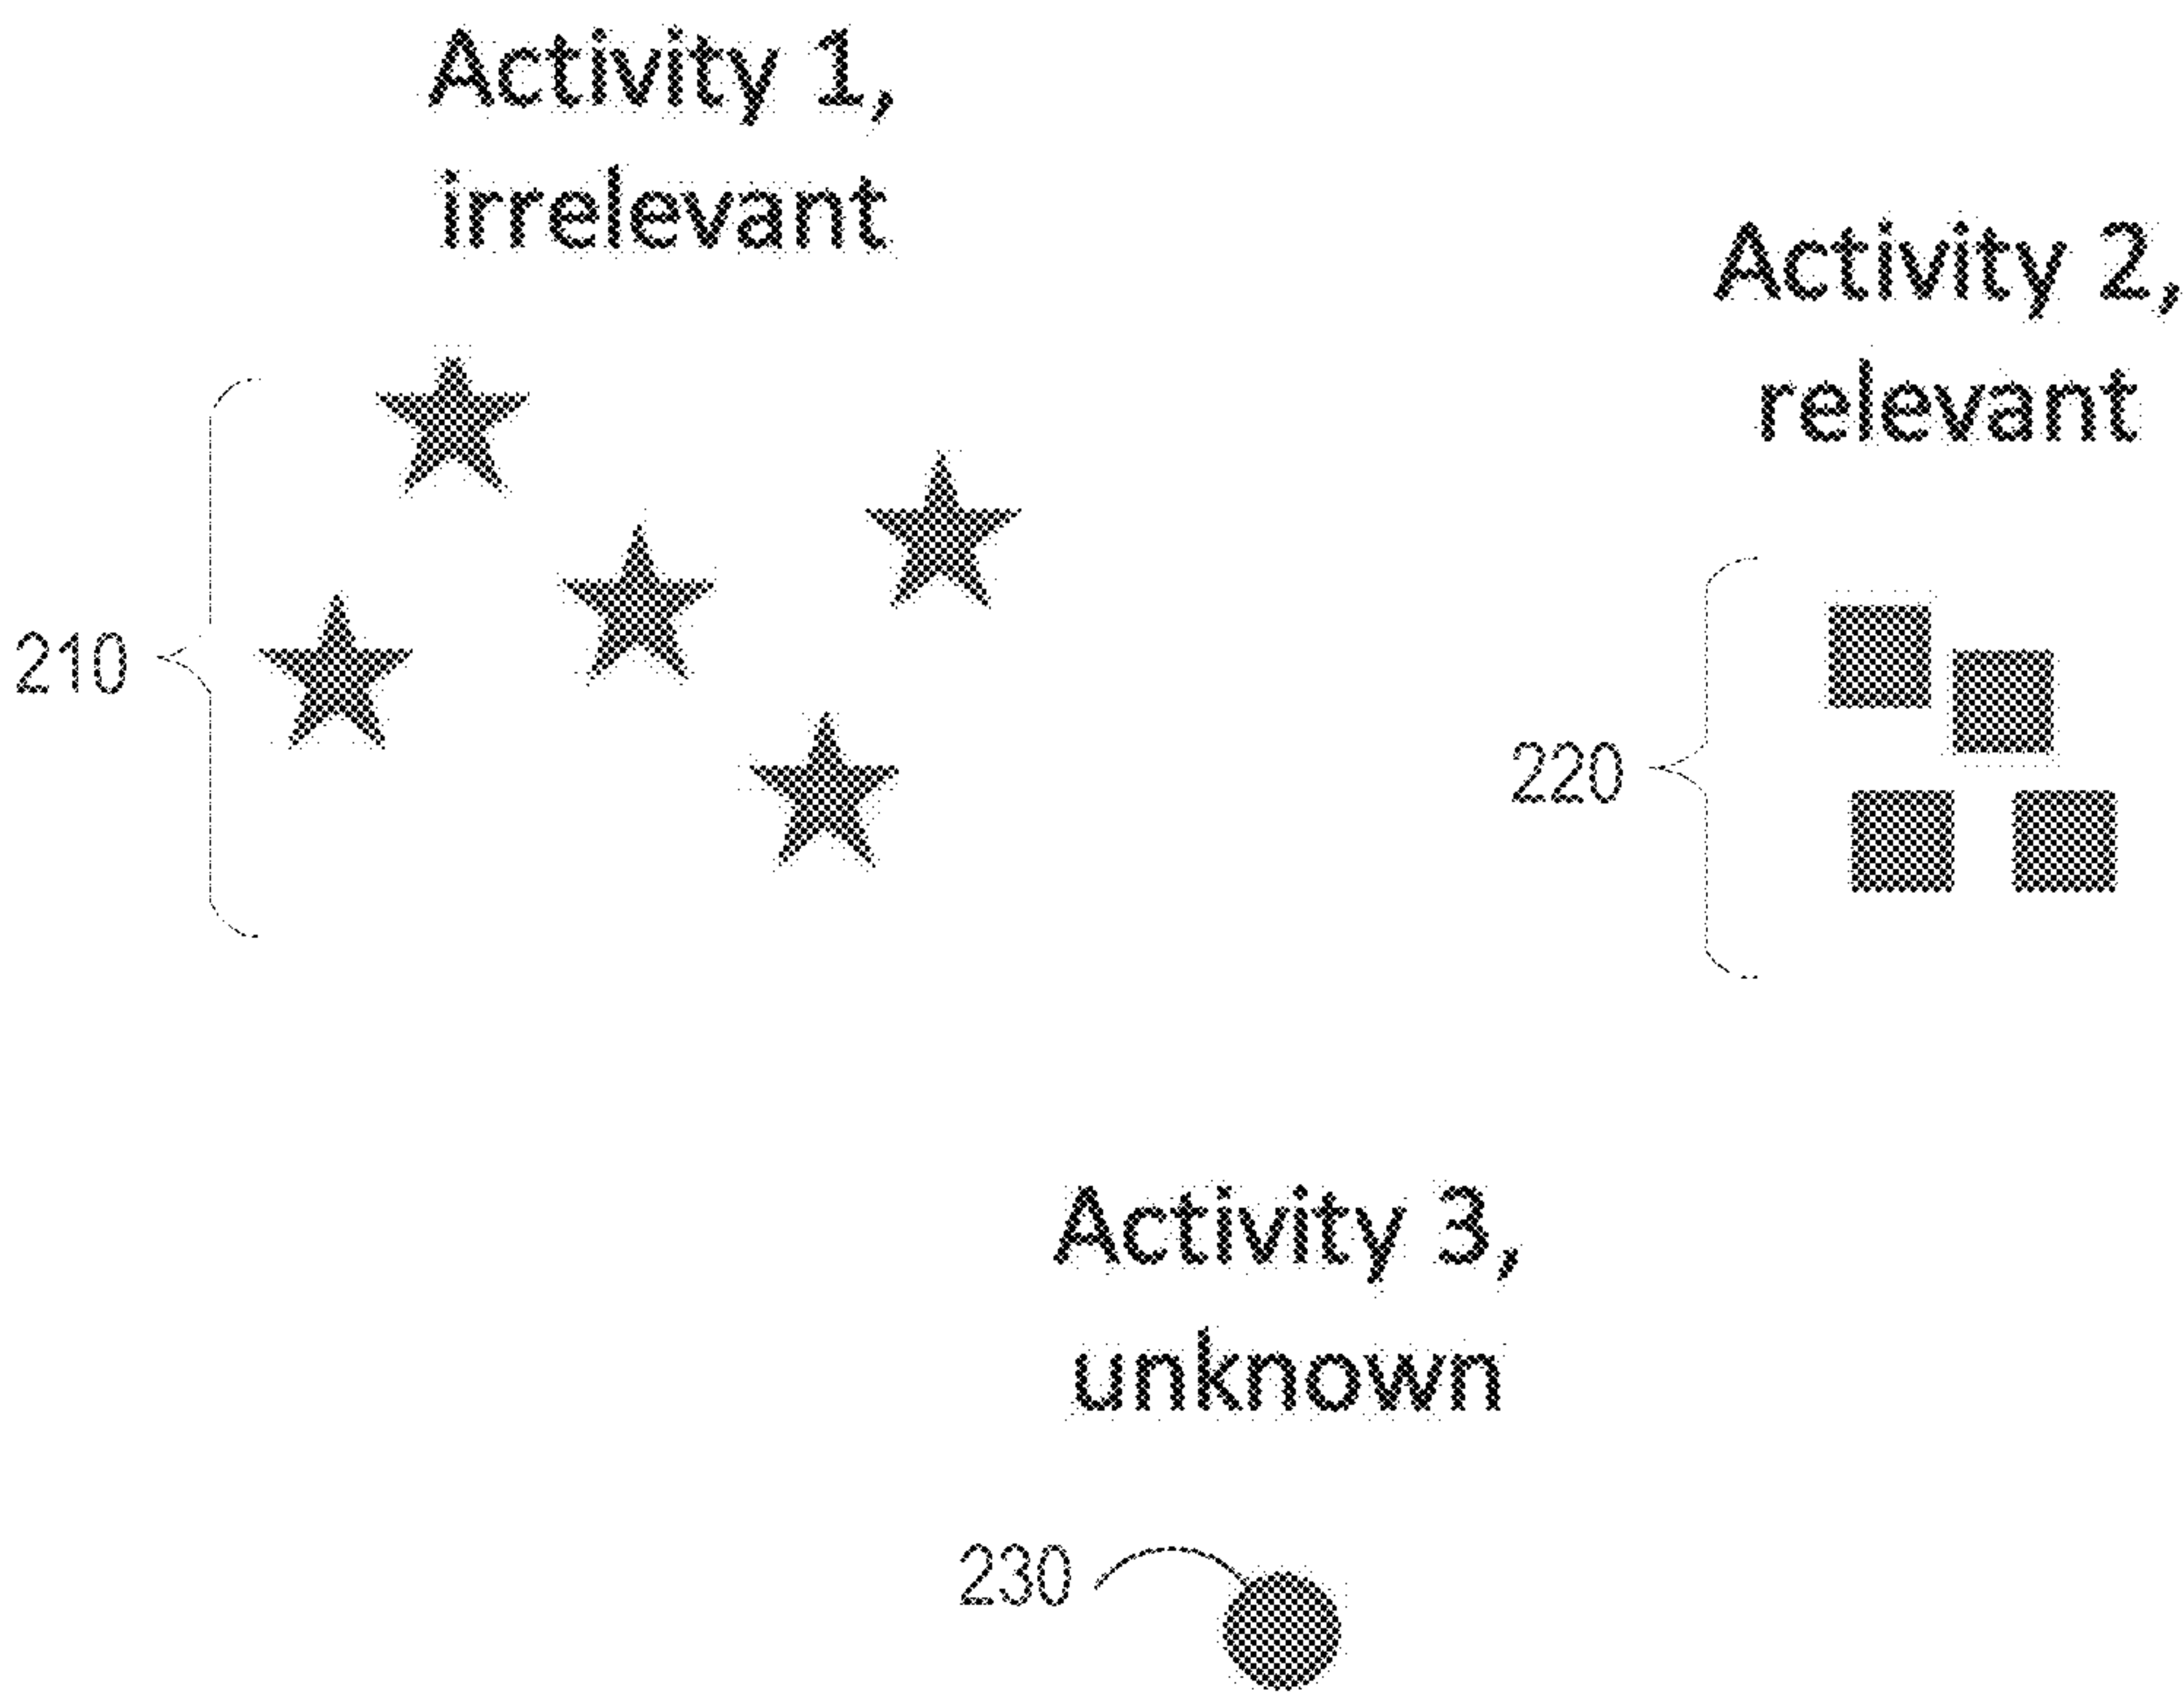 Activity 1,
irrelevant
Activity 2,
relevant
210
220
Activity 3,
unknown
230